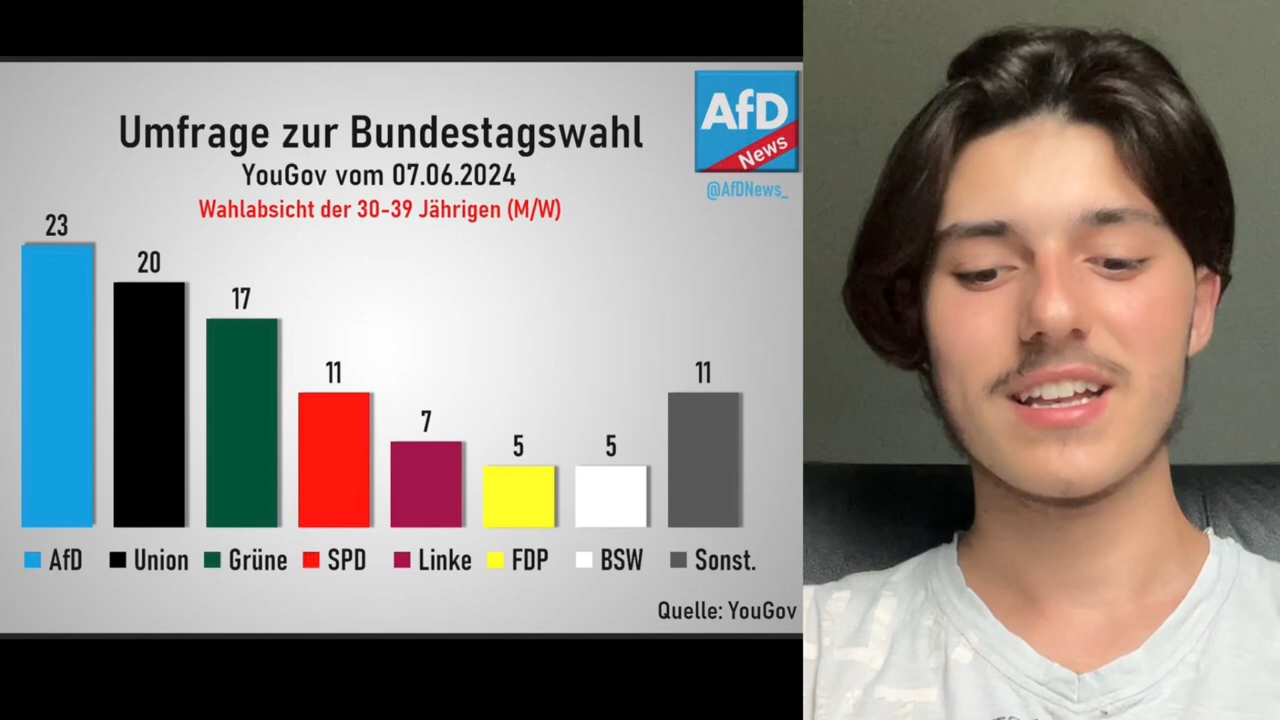 AfD
News
@AfDNews_
Umfrage zur Bundestagswahl
YouGov vom 07.06.2024
Wahlabsicht der 30-39 Jährigen (M/W)
23
20
17
11
7
5
5
11
AfD Union Grüne SPD Linke FDP BSW Sonst.
Quelle: YouGov